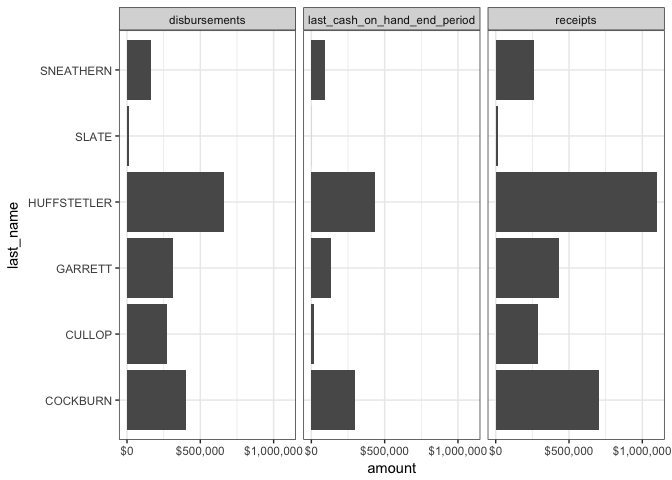 disbursements last_cash_on_hand_end_period receipts
SNEATHERN
SLATE
HUFFSTETLER
GARRETT
CULLOP
COCKBURN
last_name
$0 $500,000 $1,000,000 $0 $500,000 $1,000,000 $0 $500,000 $1,000,000
amount